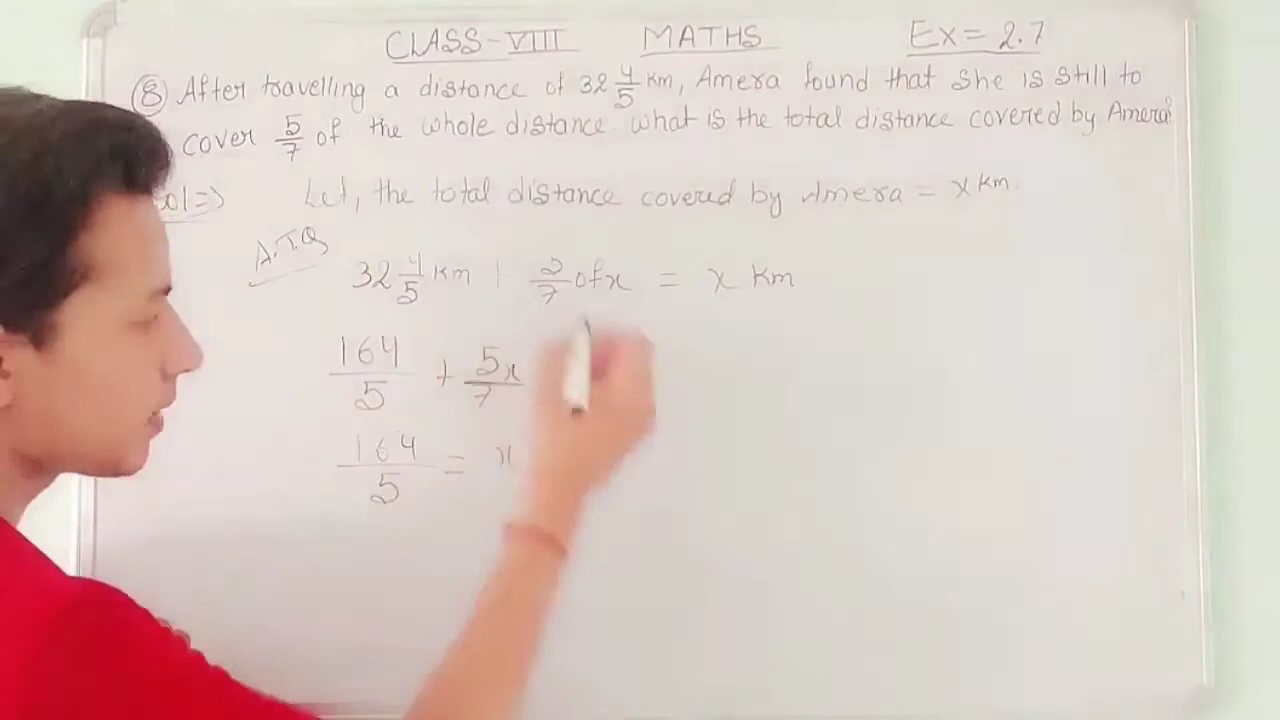 CLASS-VIII MATHS Ex = 2.7
(8) After travelling a distance of 32 4/5 km, Amera found that she is still to
cover 5/7 of the whole distance. What is the total distance covered by Amera?
Sol=> Let, the total distance covered by Amera = x km.
A.T.Q
32 4/5 km + 5/7 of x = x km
164/5 + 5x/7
164/5 = x